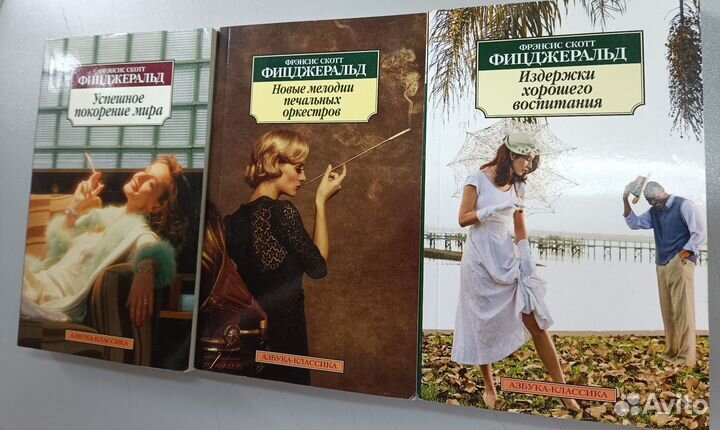 ФРЭНСИС СКОТТ
ФИЦДЖЕРАЛЬД
Успешное
покорение мира
АЗБУКА-КЛАССИКА
ФРЭНСИС СКОТТ
ФИЦДЖЕРАЛЬД
Новые мелодии
печальных
оркестров
АЗБУКА-КЛАССИКА
ФРЭНСИС СКОТТ
ФИЦДЖЕРАЛЬД
Издержки
хорошего
воспитания
АЗБУКА-КЛАССИКА
Avito